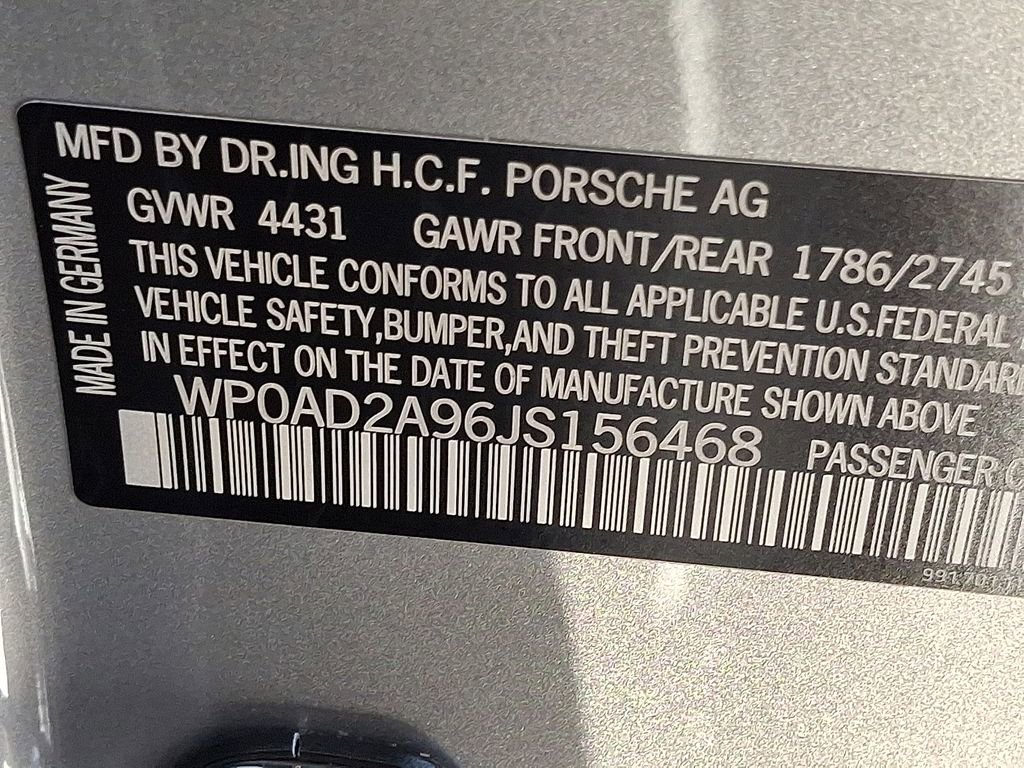 MFD BY DR.ING H.C.F. PORSCHE AG
GVWR 4431 GAWR FRONT/REAR 1786/2745
THIS VEHICLE CONFORMS TO ALL APPLICABLE U.S.FEDERAL
VEHICLE SAFETY,BUMPER,AND THEFT PREVENTION
IN EFFECT ON THE DATE OF MANUFACTURE SHOWN ABOVE
WP0AD2A96JS156468 PASSENGER
MADE IN GERMANY